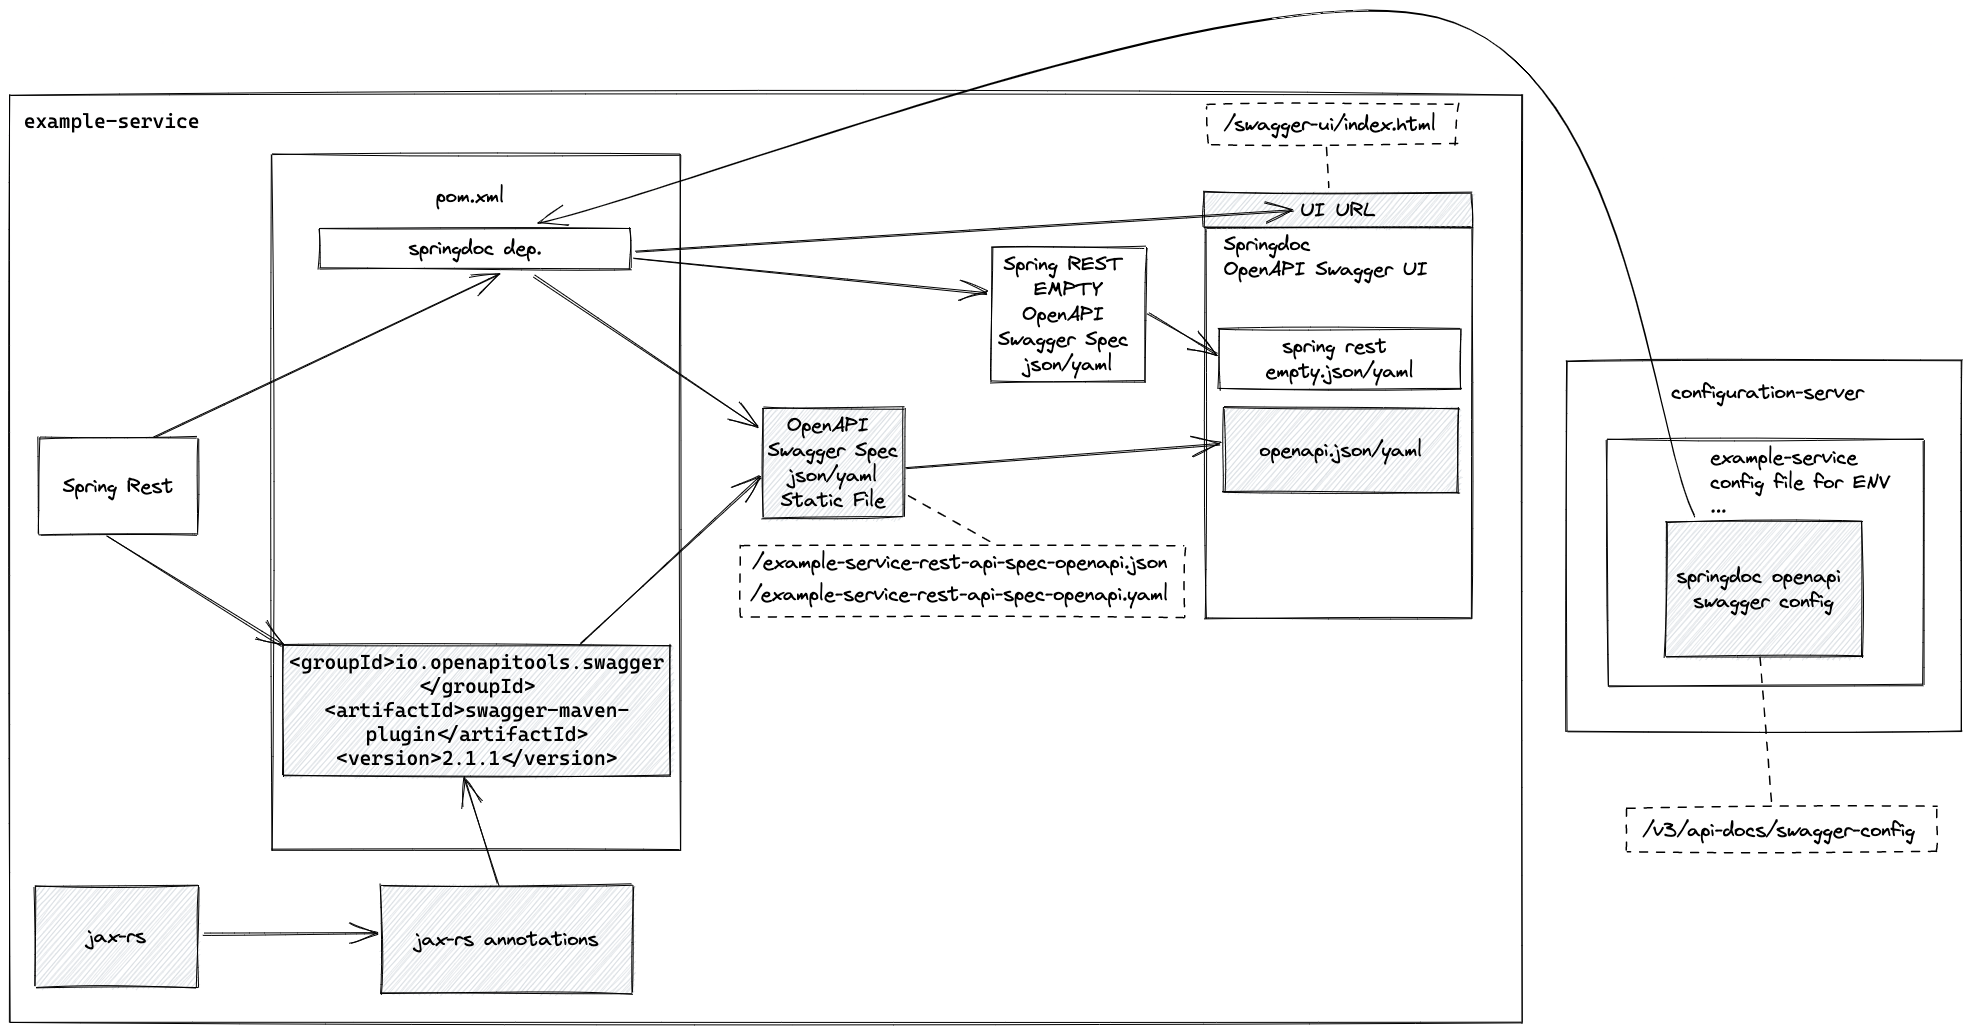 example-service
/swagger-ui/index.html
pom.xml
springdoc dep.
UI URL
Springdoc
OpenAPI Swagger UI
Spring REST
EMPTY
OpenAPI
Swagger Spec
json/yaml
spring rest
empty.json/yaml
OpenAPI
Swagger Spec
json/yaml
Static File
openapi.json/yaml
Spring Rest
/example-service-rest-api-spec-openapi.json
/example-service-rest-api-spec-openapi.yaml
<groupId>io.openapitools.swagger
</groupId>
<artifactId>swagger-maven-
plugin</artifactId>
<version>2.1.1</version>
jax-rs
jax-rs annotations
configuration-server
example-service
config file for ENV
...
springdoc openapi
swagger config
/v3/api-docs/swagger-config